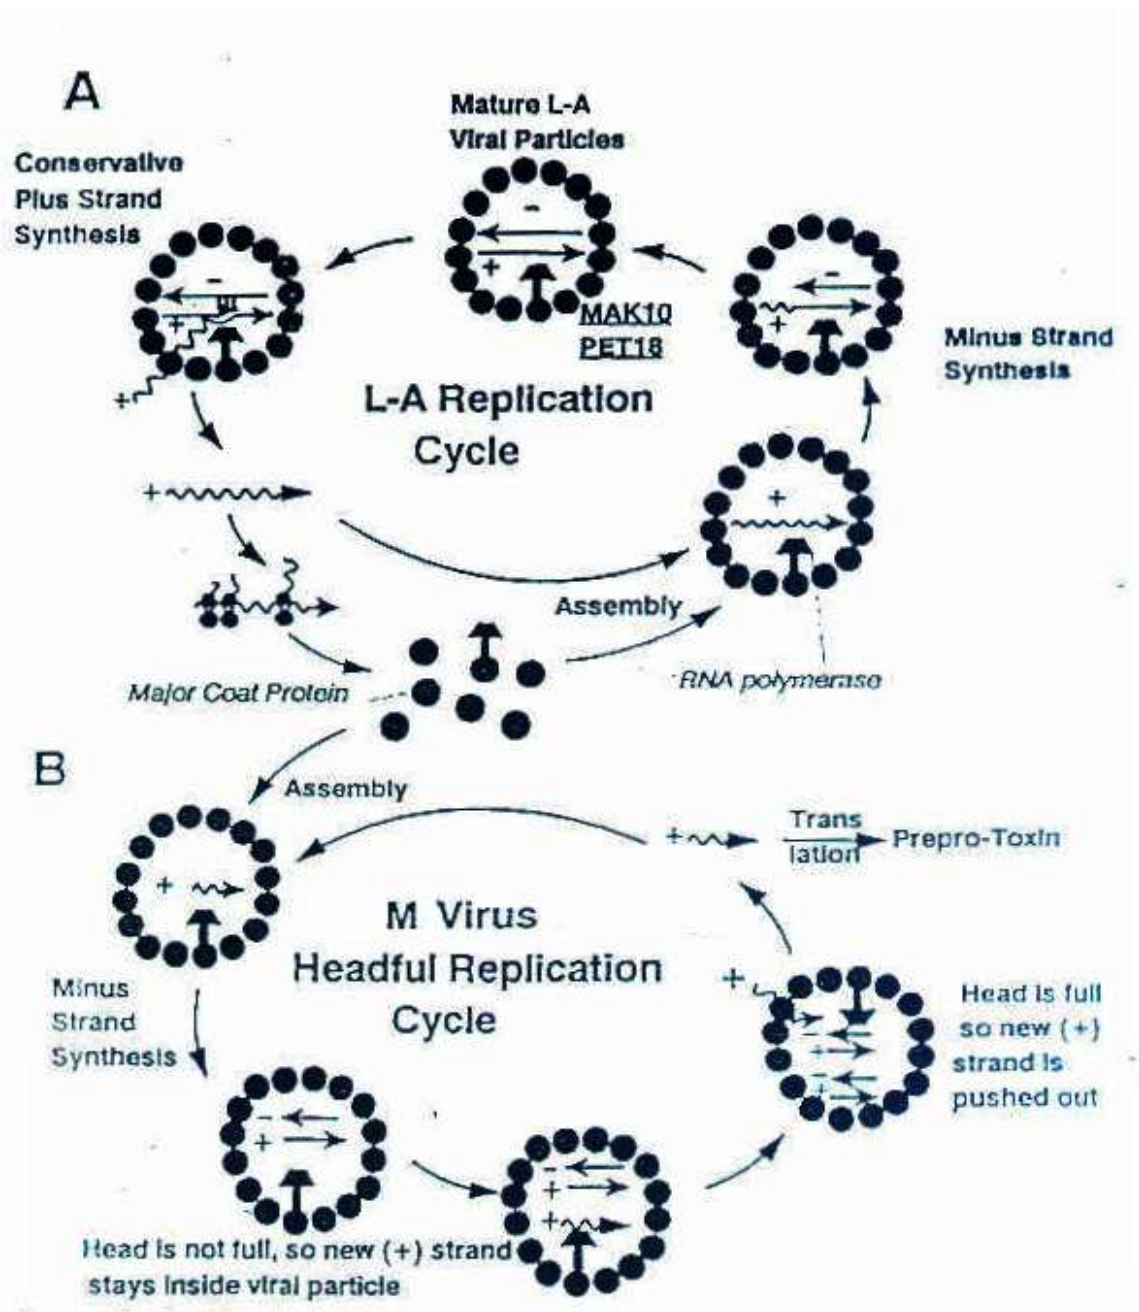 A
Mature L-A
Viral Particles
Conservative
Plus Strand
Synthesis
-
+
-
+
+
MAK10
PET18
-
+
Minus Strand
Synthesis
L-A Replication
Cycle
+
+
Assembly
RNA polymerase
Major Coat Protein
B
Assembly
+
Trans
lation
Prepro-Toxin
+
M Virus
Headful Replication
Cycle
Minus
Strand
Synthesis
+
-
+
-
+
Head is full
so new (+)
strand is
pushed out
-
+
-
+
+
Head is not full, so new (+) strand
stays inside viral particle